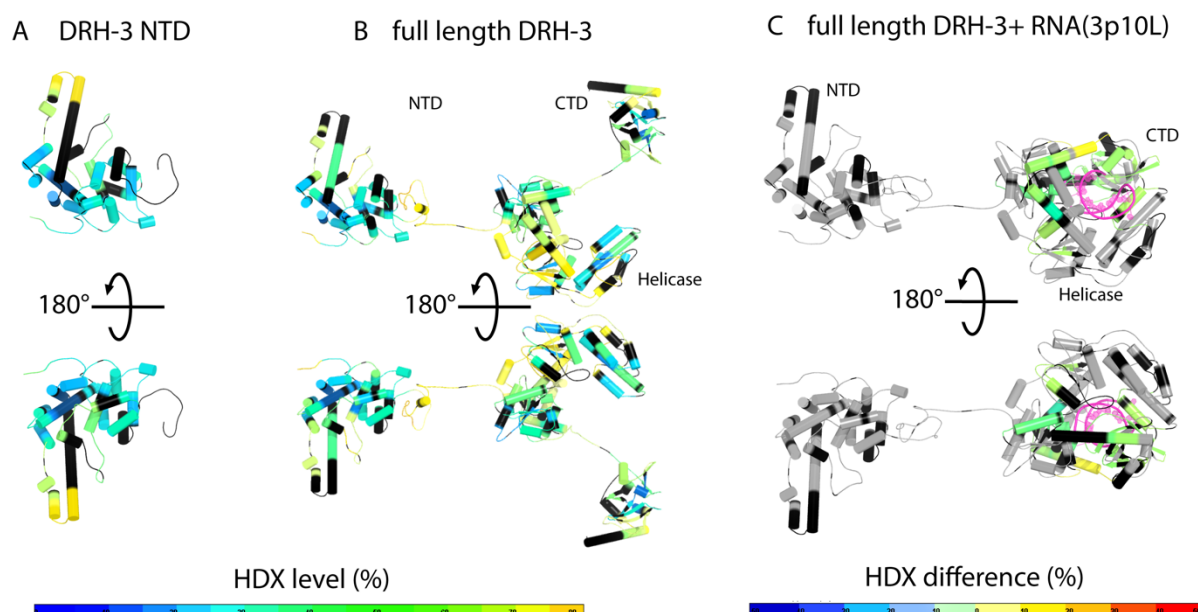 A DRH-3 NTD
B full length DRH-3
C full length DRH-3+ RNA(3p10L)
NTD
CTD
Helicase
NTD
CTD
Helicase
180°
180°
180°
HDX level (%)
HDX difference (%)